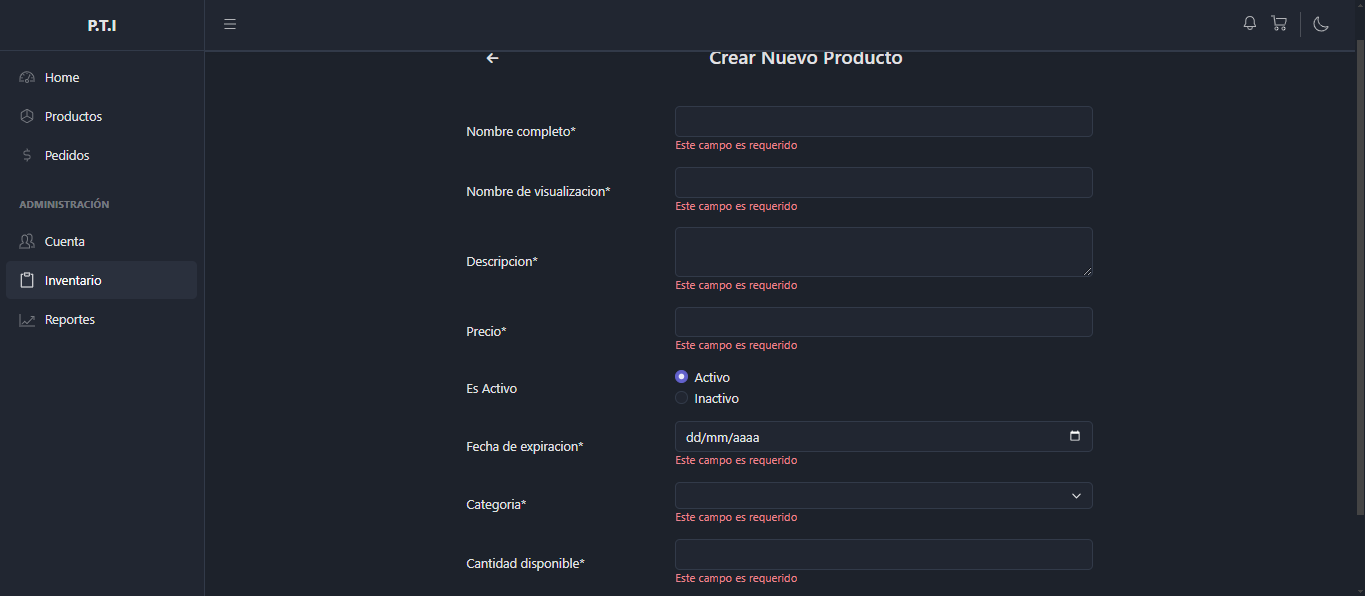 P.T.I
Home
Productos
Pedidos
ADMINISTRACIÓN
Cuenta
Inventario
Reportes
Crear Nuevo Producto
Nombre completo*
Este campo es requerido
Nombre de visualizacion*
Este campo es requerido
Descripcion*
Este campo es requerido
Precio*
Este campo es requerido
Es Activo
Activo
Inactivo
Fecha de expiracion*
dd/mm/aaaa
Este campo es requerido
Categoria*
Este campo es requerido
Cantidad disponible*
Este campo es requerido